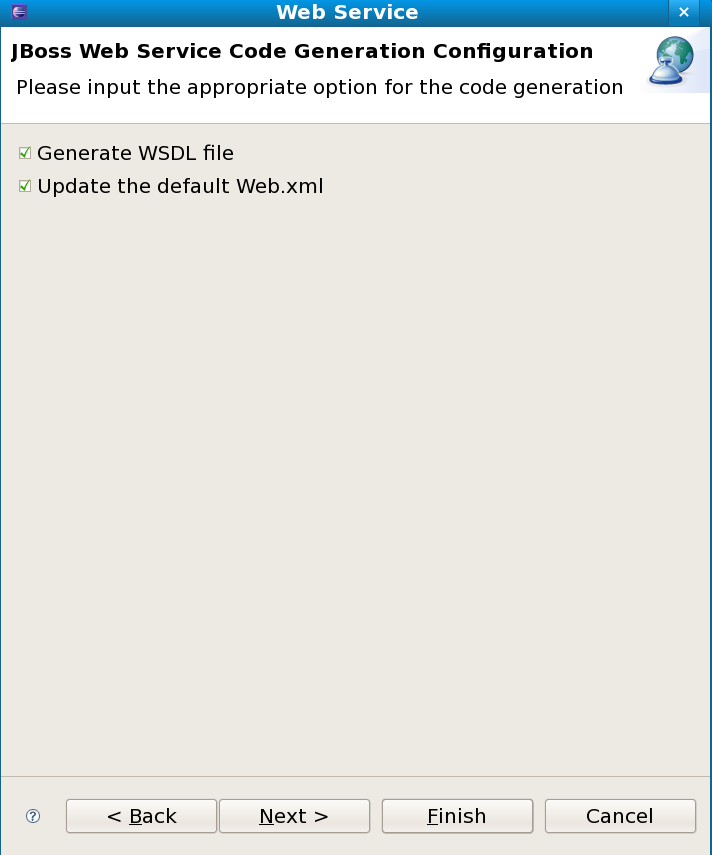 Web Service
JBoss Web Service Code Generation Configuration
Please input the appropriate option for the code generation
Generate WSDL file
Update the default Web.xml
?
< Back
Next >
Finish
Cancel